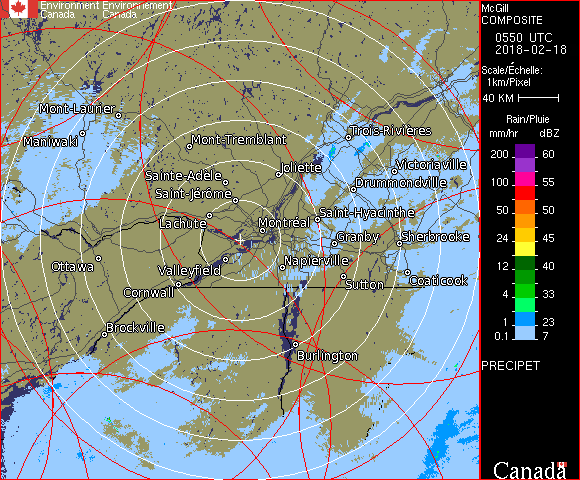 Environment Environnement
Canada Canada
McGill
COMPOSITE
0550 UTC
2018-02-18
Scale/Échelle:
1km/Pixel
40 KM
Rain/Pluie
mm/hr dBZ
200 60
100 55
50 50
24 45
12 40
4 33
1 23
0.1 7
PRECIPET
Canada
Mont-Laurier
Maniwaki
Mont-Tremblant
Trois-Rivières
Sainte-Adèle
Joliette
Victoriaville
Saint-Jérôme
Drummondville
Lachute
Montréal
Saint-Hyacinthe
Granby
Sherbrooke
Ottawa
Valleyfield
Napierville
Cornwall
Sutton
Coaticook
Brockville
Burlington